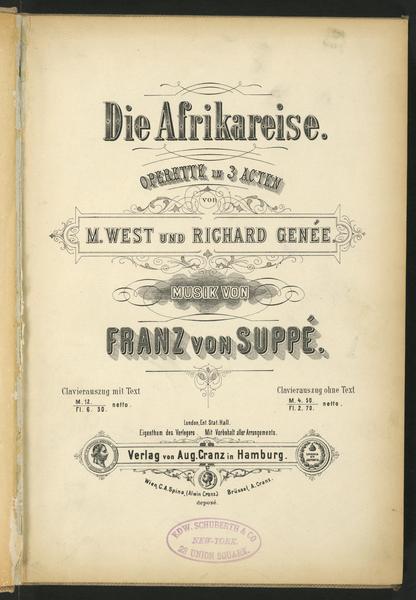 Die Afrikareise.
OPERETTE IN 3 ACTEN
von
M. WEST UND RICHARD GENÉE.
MUSIK VON
FRANZ VON SUPPÉ.
Clavierauszug mit Text
M. 12.
Fl. 6. 30. netto.
Clavierauszug ohne Text
M. 4. 50.
Fl. 2. 70. netto.
London, Ent. Stat. Hall.
Eigenthum des Verlegers. Mit Vorbehalt aller Arrangements.
Verlag von Aug. Cranz in Hamburg.
Wien, C. A. Spina, (Alwin Cranz.) Brüssel, A. Cranz.
deposé.
EDW. SCHUBERTH & CO
NEW-YORK.
23 UNION SQUARE.